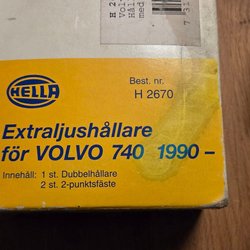 HELLA
Best. nr.
H 2670
Extraljushållare
för VOLVO 740 1990 –
Innehåll: 1 st. Dubbelhållare
2 st. 2-punktsfäste